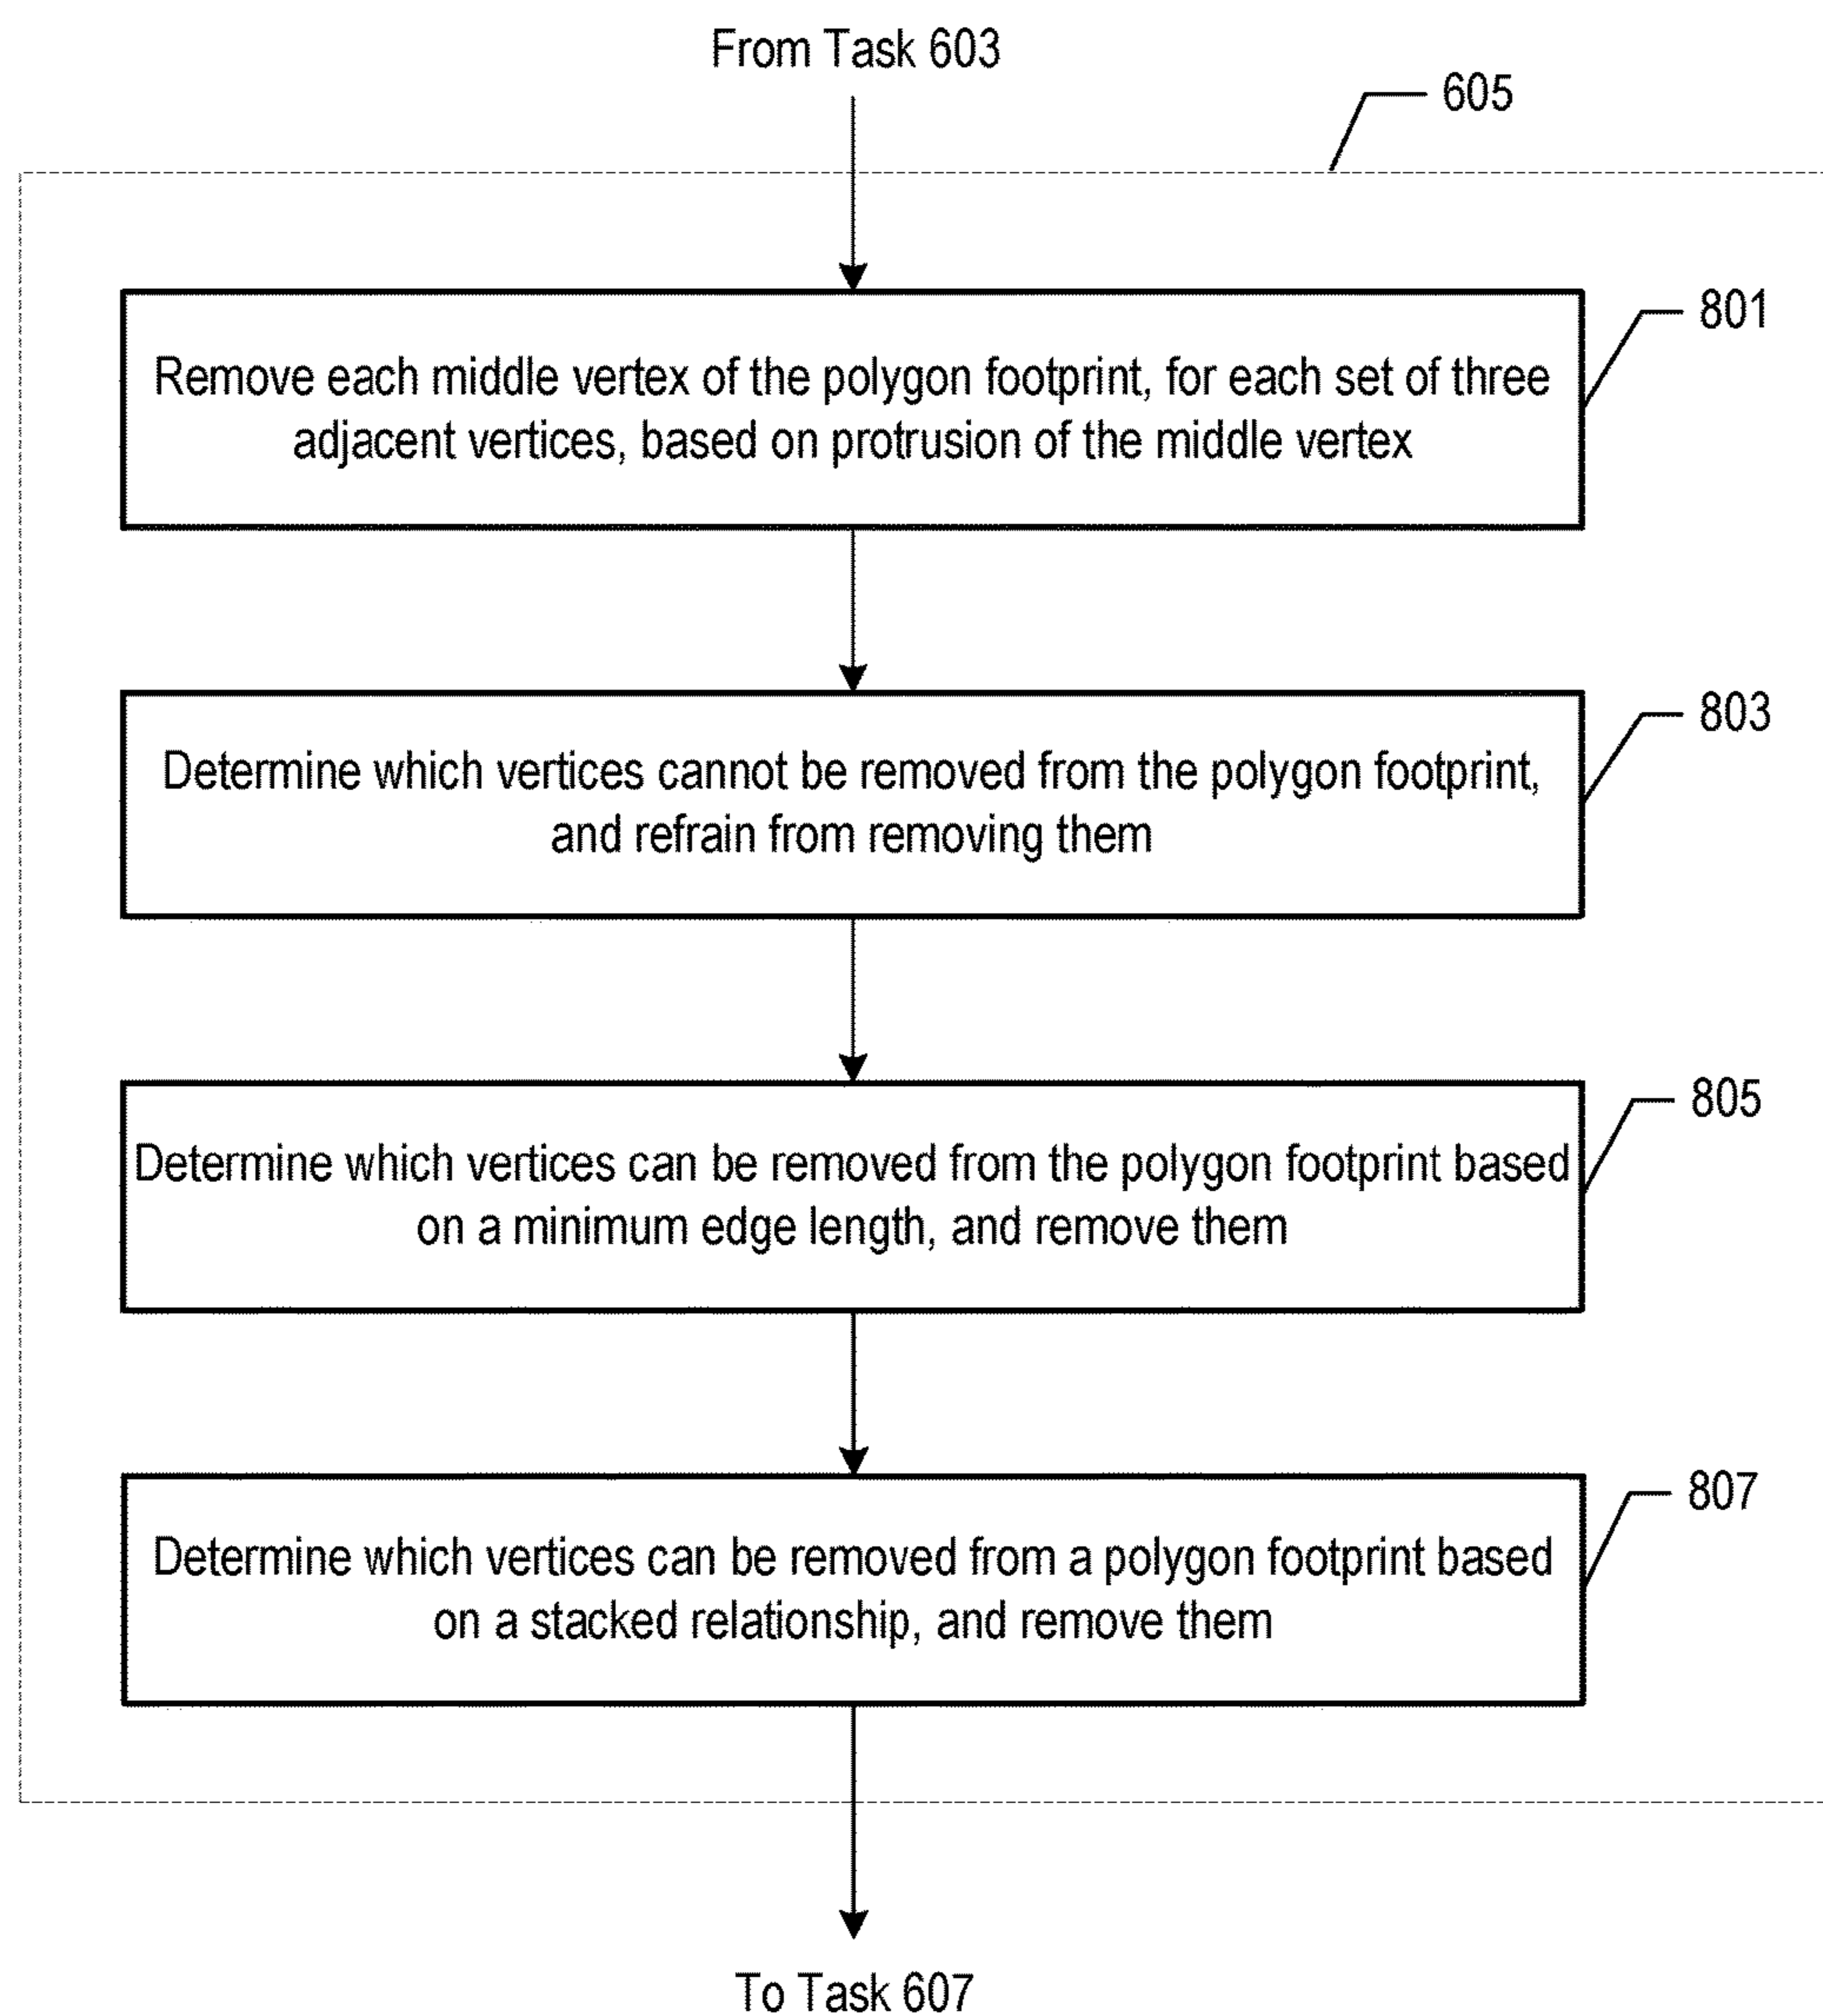 From Task 603
605
801
Remove each middle vertex of the polygon footprint, for each set of three
adjacent vertices, based on protrusion of the middle vertex
803
Determine which vertices cannot be removed from the polygon footprint,
and refrain from removing them
805
Determine which vertices can be removed from the polygon footprint based
on a minimum edge length, and remove them
807
Determine which vertices can be removed from a polygon footprint based
on a stacked relationship, and remove them
To Task 607